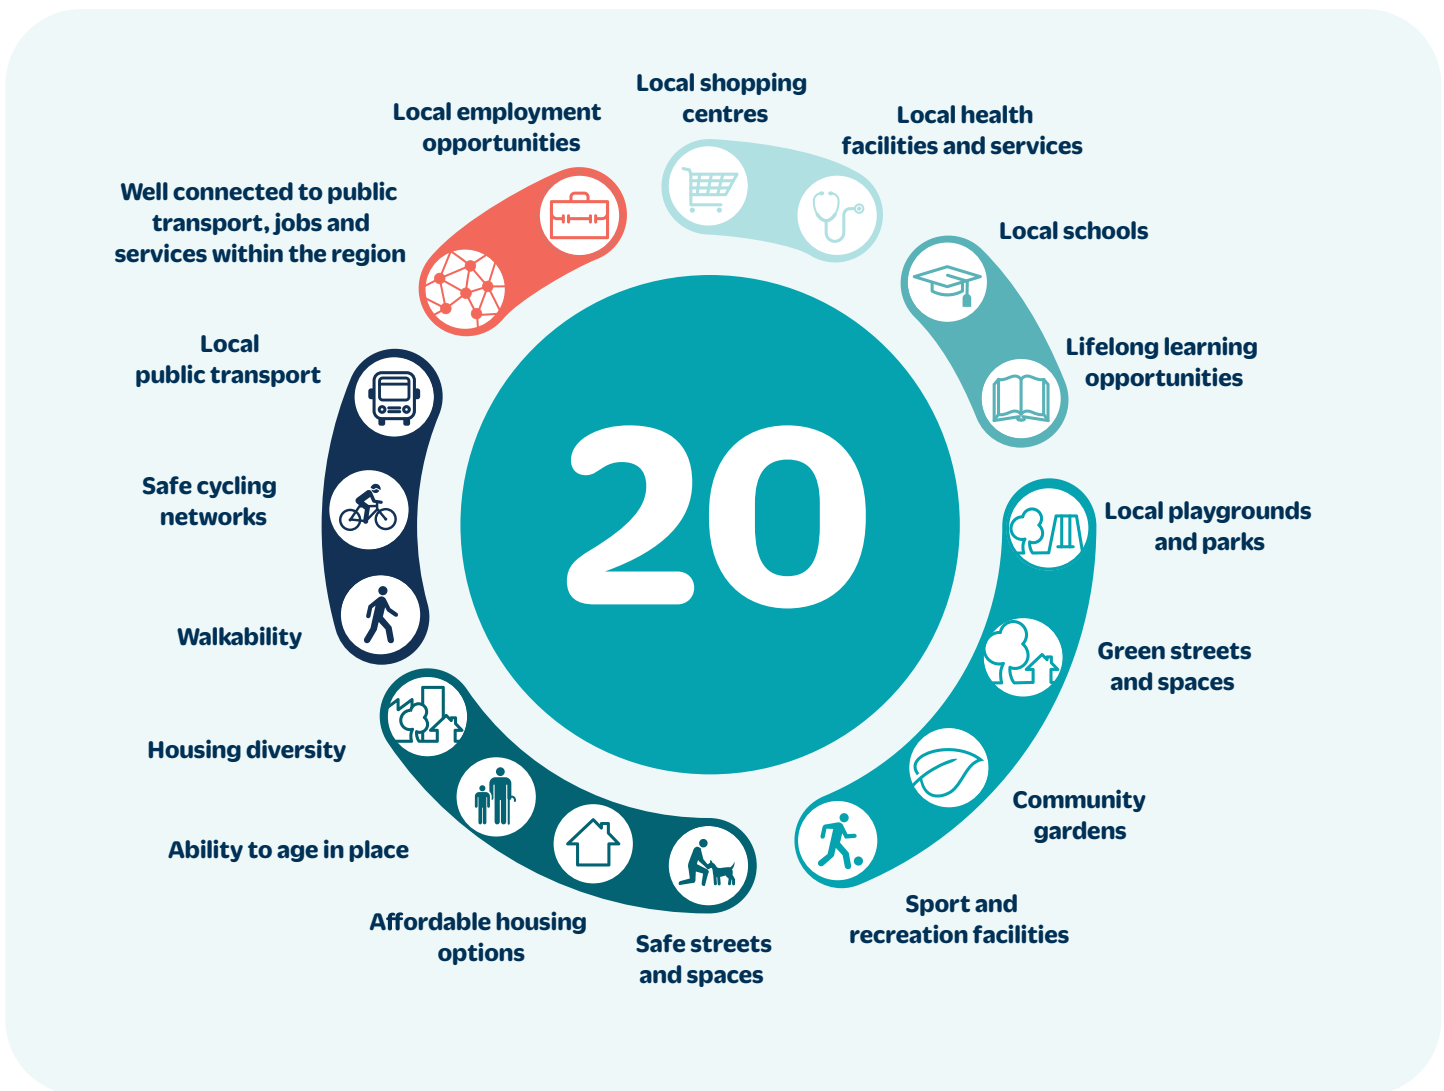 Local shopping
centres
Local health
facilities and services
Local schools
Lifelong learning
opportunities
Local playgrounds
and parks
Green streets
and spaces
Community
gardens
Sport and
recreation facilities
Safe streets
and spaces
Affordable housing
options
Ability to age in place
Housing diversity
Walkability
Safe cycling
networks
Local
public transport
Well connected to public
transport, jobs and
services within the region
Local employment
opportunities
20